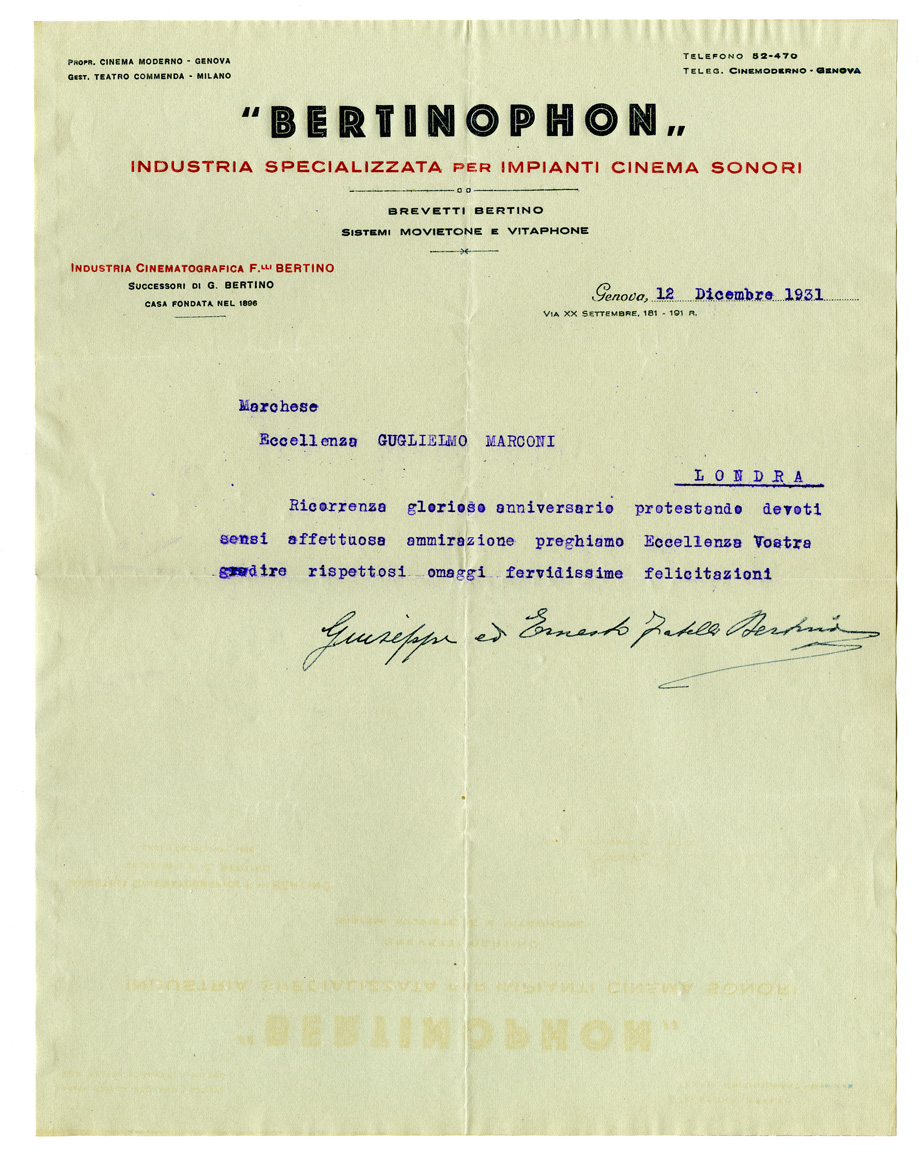 PROPR. CINEMA MODERNO - GENOVA
GEST. TEATRO COMMENDA - MILANO
TELEFONO 52-470
TELEG. CINEMODERNO - GENOVA
"BERTINOPHON„
INDUSTRIA SPECIALIZZATA PER IMPIANTI CINEMA SONORI
BREVETTI BERTINO
SISTEMI MOVIETONE E VITAPHONE
INDUSTRIA CINEMATOGRAFICA F.LLI BERTINO
SUCCESSORI DI G. BERTINO
CASA FONDATA NEL 1896
Genova, 12 Dicembre 1931
VIA XX SETTEMBRE, 181 - 191 R.
Marchese
Eccellenza GUGLIELMO MARCONI
LONDRA
Ricorrenza glorioso anniversario protestando devoti
sensi affettuosa ammirazione preghiamo Eccellenza Vostra
gradire rispettosi omaggi fervidissime felicitazioni
Giuseppe ed Ernesto Fratelli Bertino